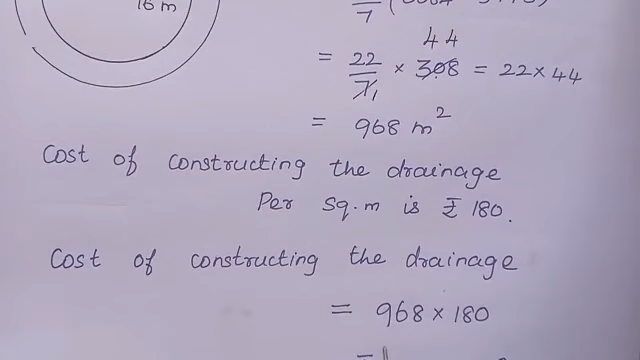 16 m
= 22/7 × 308 = 22 × 44
44
1
= 968 m²
Cost of constructing the drainage
Per sq.m is ₹ 180.
Cost of constructing the drainage
= 968 × 180